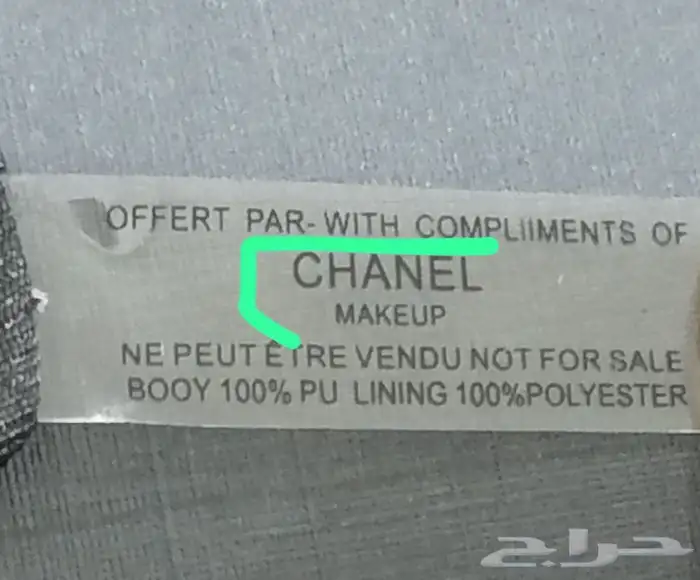 OFFERT PAR-WITH COMPLIIMENTS OF
CHANEL
MAKEUP
NE PEUT ÊTRE VENDU NOT FOR SALE
BOOY 100% PU LINING 100%POLYESTER
حراج